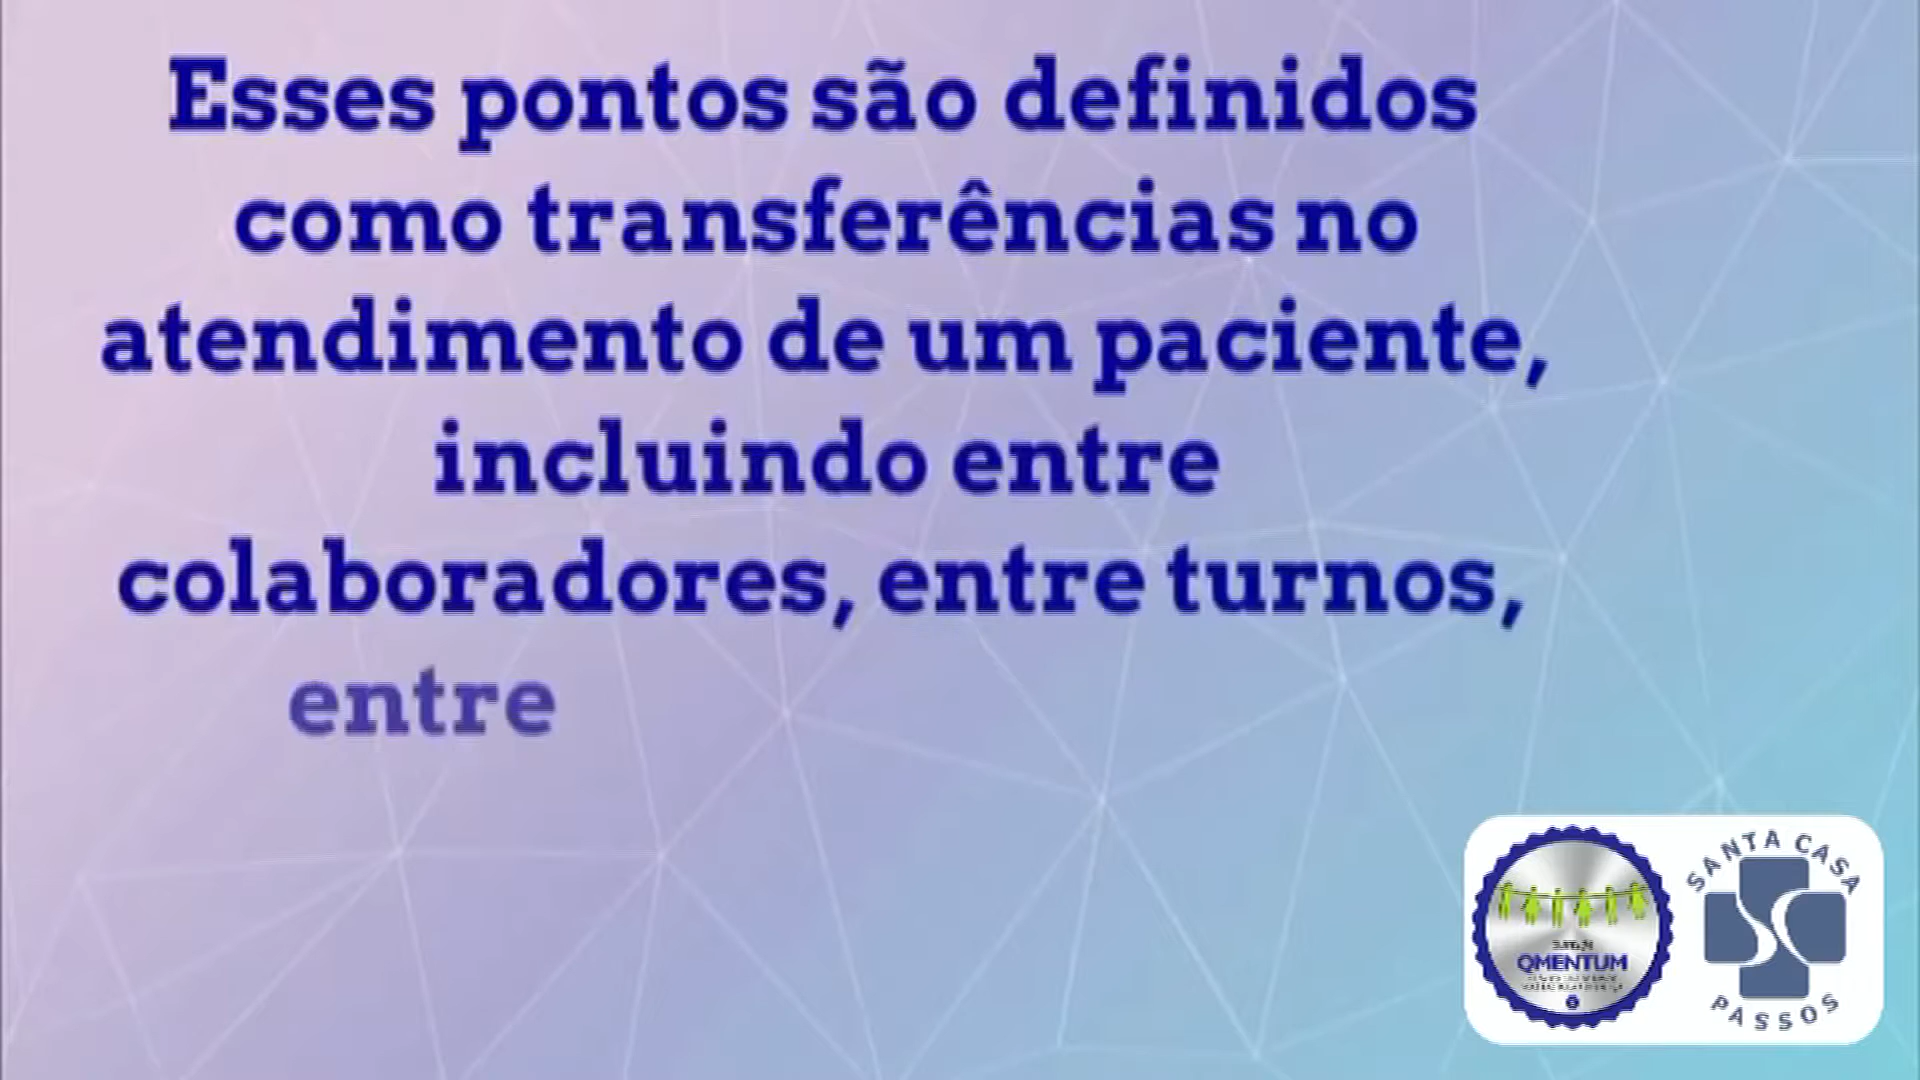 Esses pontos são definidos
como transferências no
atendimento de um paciente,
incluindo entre
colaboradores, entre turnos,
entre
QMENTUM
SANTA CASA
PASSOS